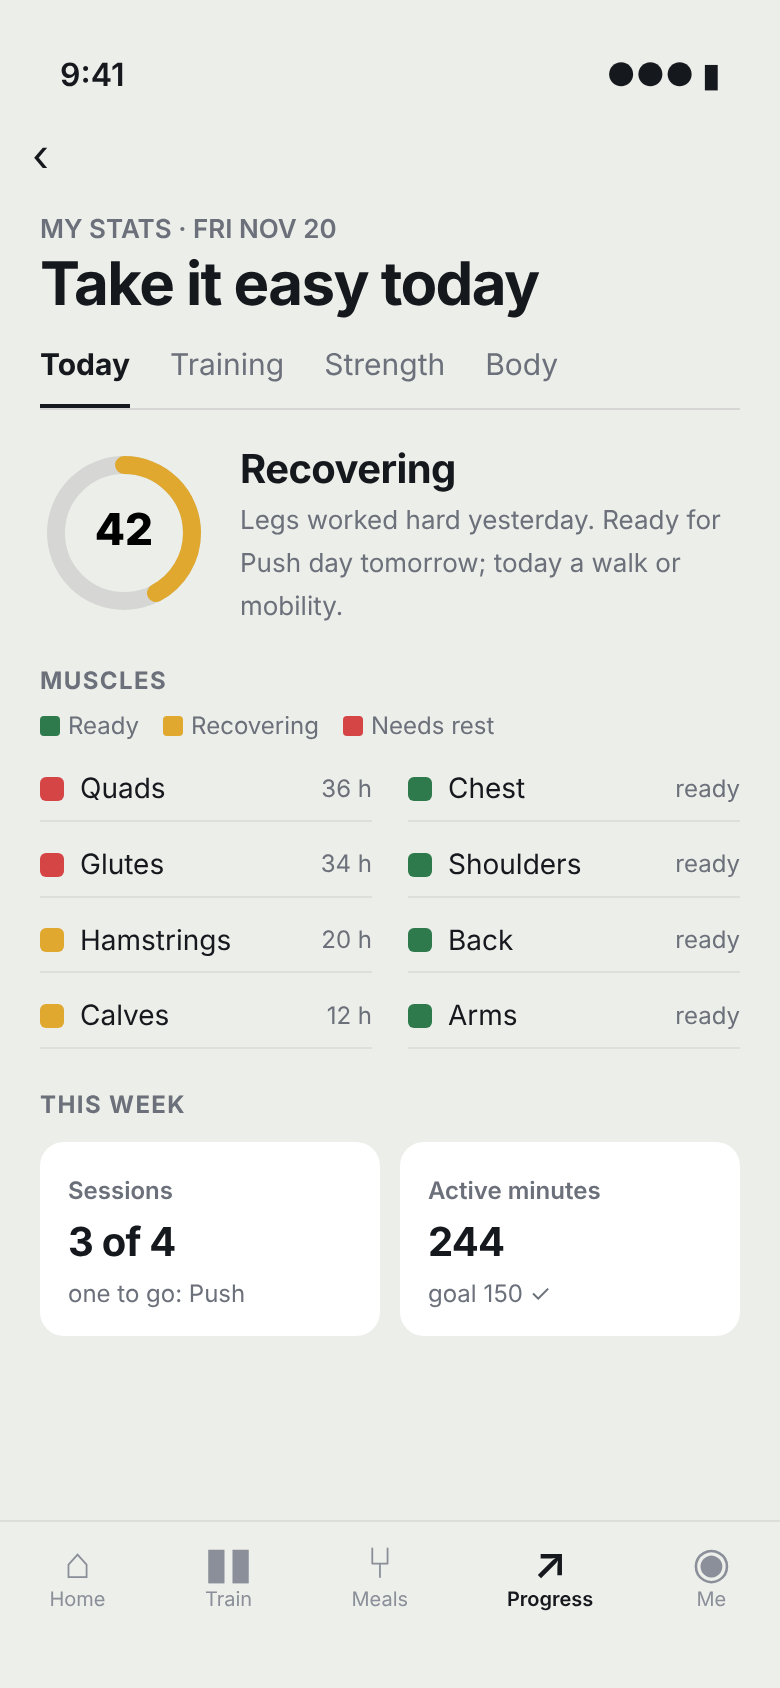 9:41
MY STATS · FRI NOV 20
Take it easy today
Today Training Strength Body
42
Recovering
Legs worked hard yesterday. Ready for
Push day tomorrow; today a walk or
mobility.
MUSCLES
Ready Recovering Needs rest
Quads 36 h Chest ready
Glutes 34 h Shoulders ready
Hamstrings 20 h Back ready
Calves 12 h Arms ready
THIS WEEK
Sessions
3 of 4
one to go: Push
Active minutes
244
goal 150 ✓
Home Train Meals Progress Me